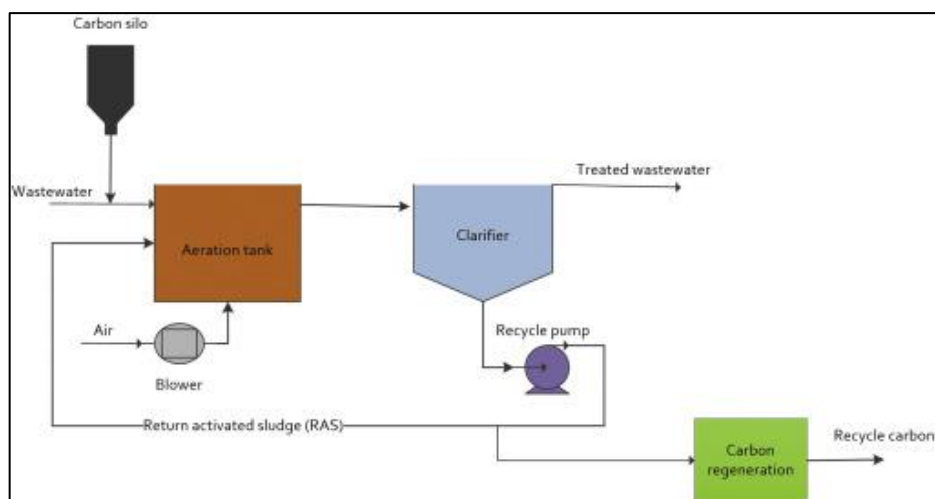 Carbon silo
Wastewater
Treated wastewater
Aeration tank
Clarifier
Air
Blower
Recycle pump
Return activated sludge (RAS)
Carbon
regeneration
Recycle carbon